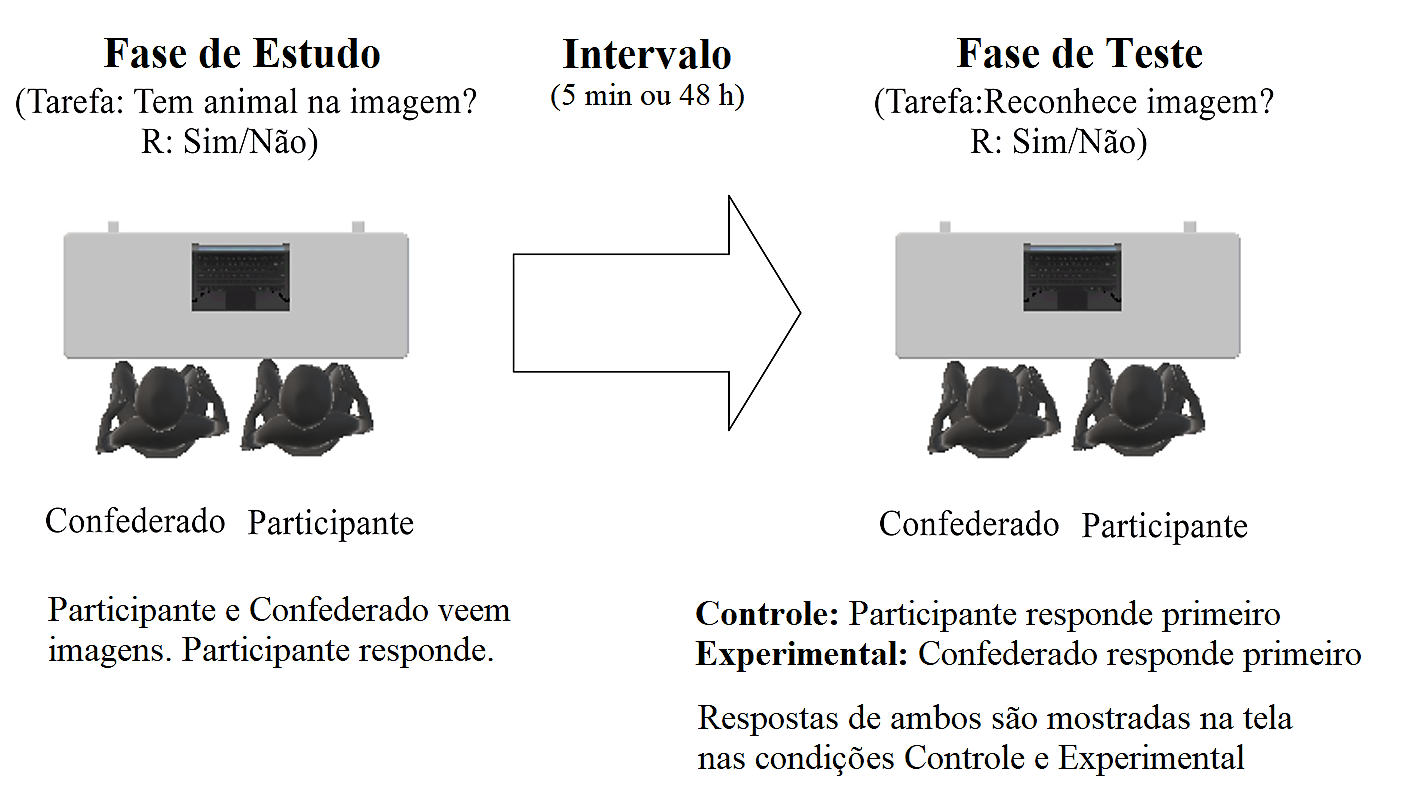 Fase de Estudo
(Tarefa: Tem animal na imagem?
R: Sim/Não)
Intervalo
(5 min ou 48 h)
Fase de Teste
(Tarefa:Reconhece imagem?
R: Sim/Não)
Confederado Participante
Participante e Confederado veem
imagens. Participante responde.
Confederado Participante
Controle: Participante responde primeiro
Experimental: Confederado responde primeiro
Respostas de ambos são mostradas na tela
nas condições Controle e Experimental